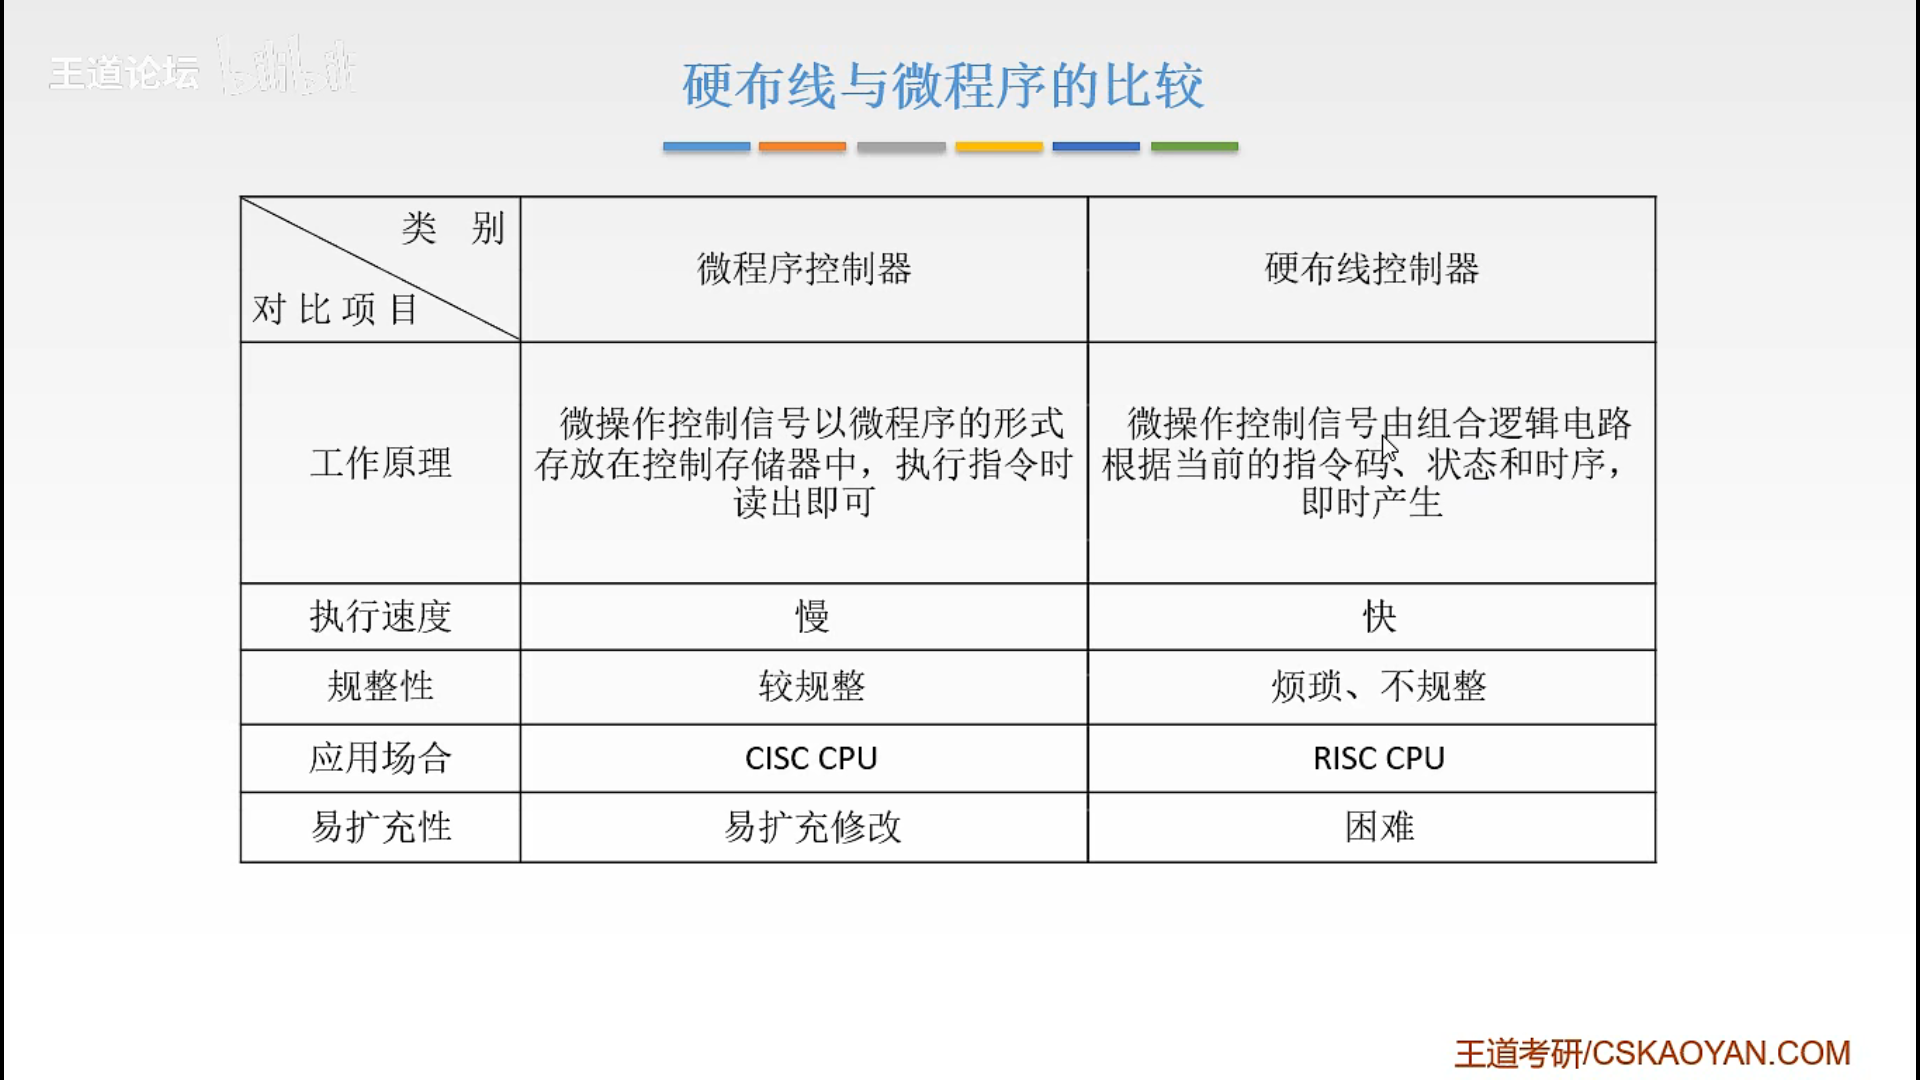 王道论坛 bilibili
硬布线与微程序的比较
类 别
对比项目
微程序控制器
硬布线控制器
工作原理
微操作控制信号以微程序的形式
存放在控制存储器中，执行指令时
读出即可
微操作控制信号由组合逻辑电路
根据当前的指令码、状态和时序，
即时产生
执行速度
慢
快
规整性
较规整
烦琐、不规整
应用场合
CISC CPU
RISC CPU
易扩充性
易扩充修改
困难
王道考研/CSKAOYAN.COM